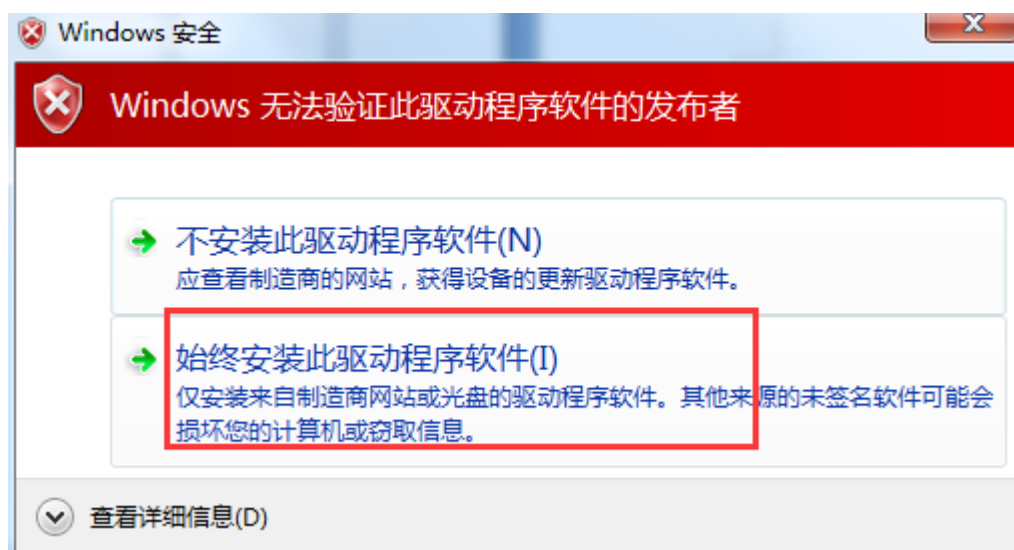 Windows 安全
Windows 无法验证此驱动程序软件的发布者
不安装此驱动程序软件(N)
应查看制造商的网站，获得设备的更新驱动程序软件。
始终安装此驱动程序软件(I)
仅安装来自制造商网站或光盘的驱动程序软件。其他来源的未签名软件可能会
损坏您的计算机或窃取信息。
查看详细信息(D)